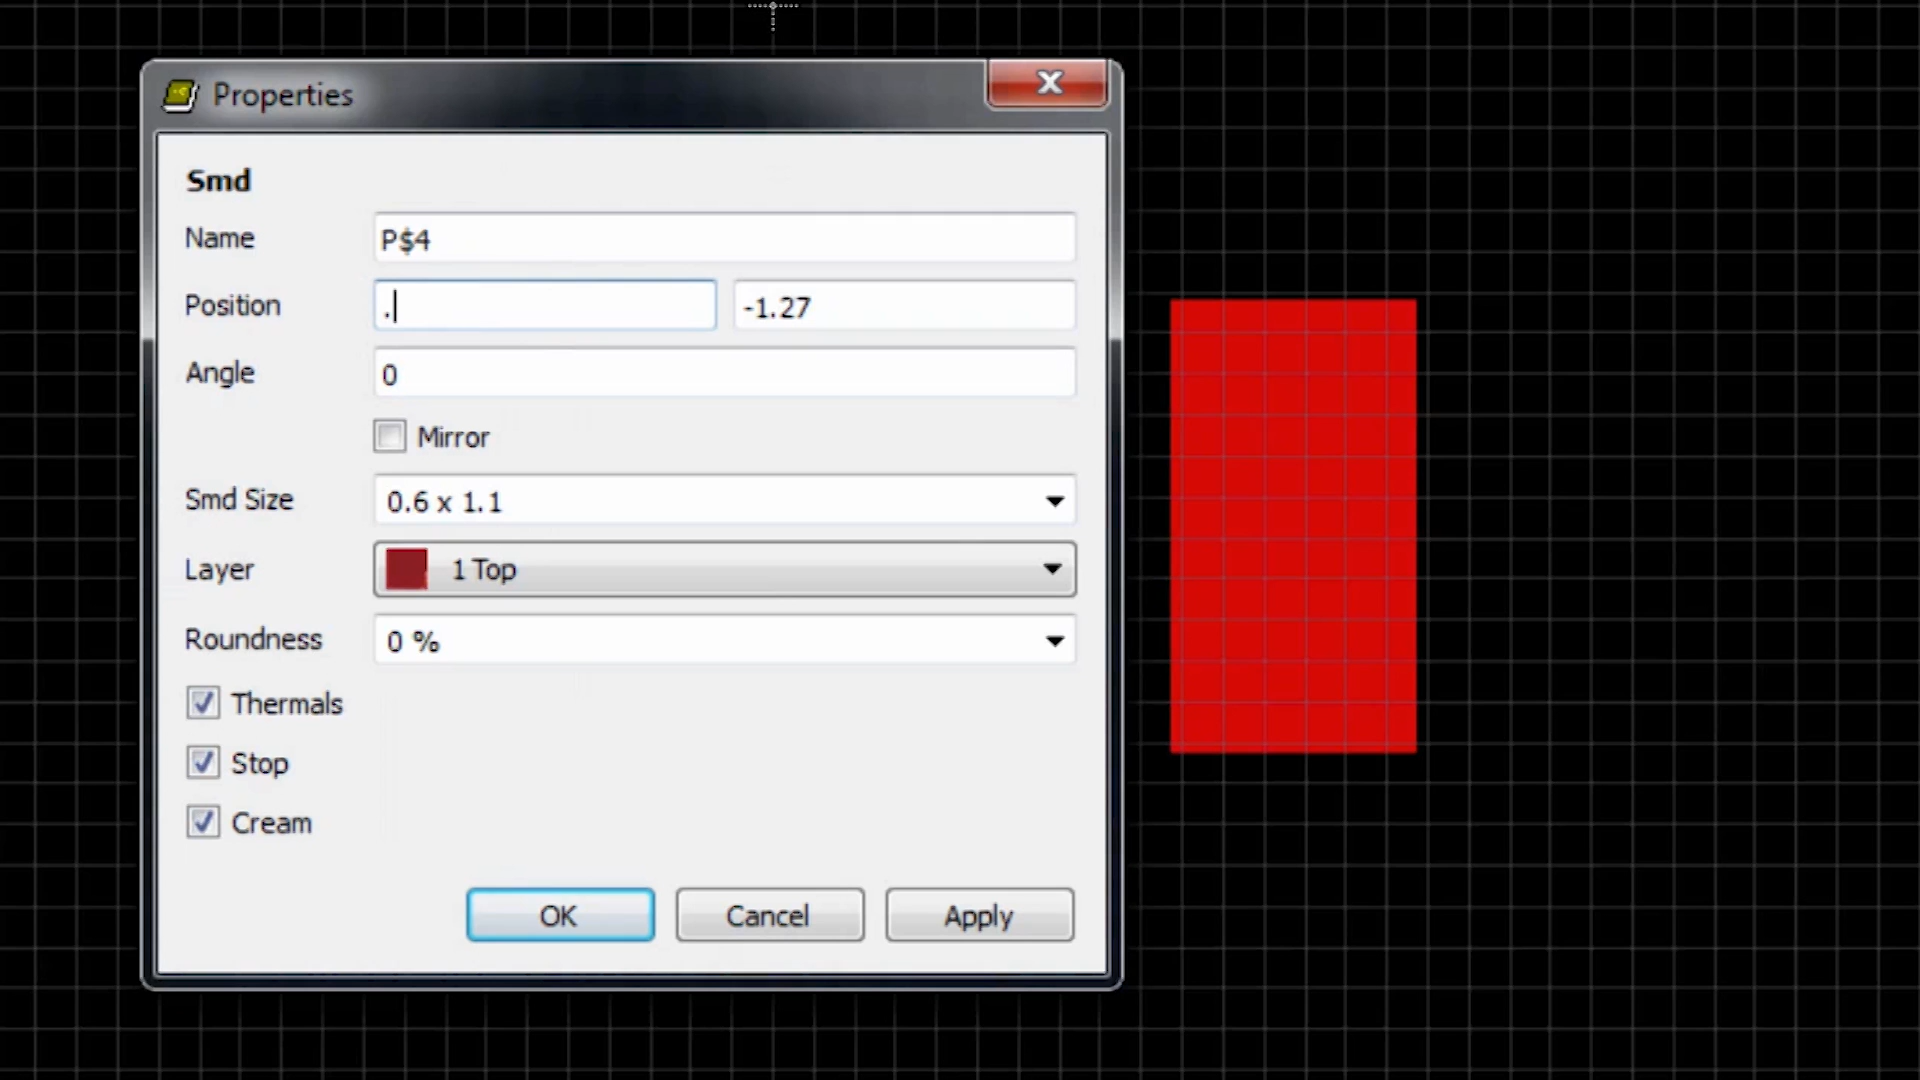 Properties
Smd
Name P$4
Position . -1.27
Angle 0
Mirror
Smd Size 0.6 x 1.1
Layer 1 Top
Roundness 0 %
Thermals
Stop
Cream
OK Cancel Apply